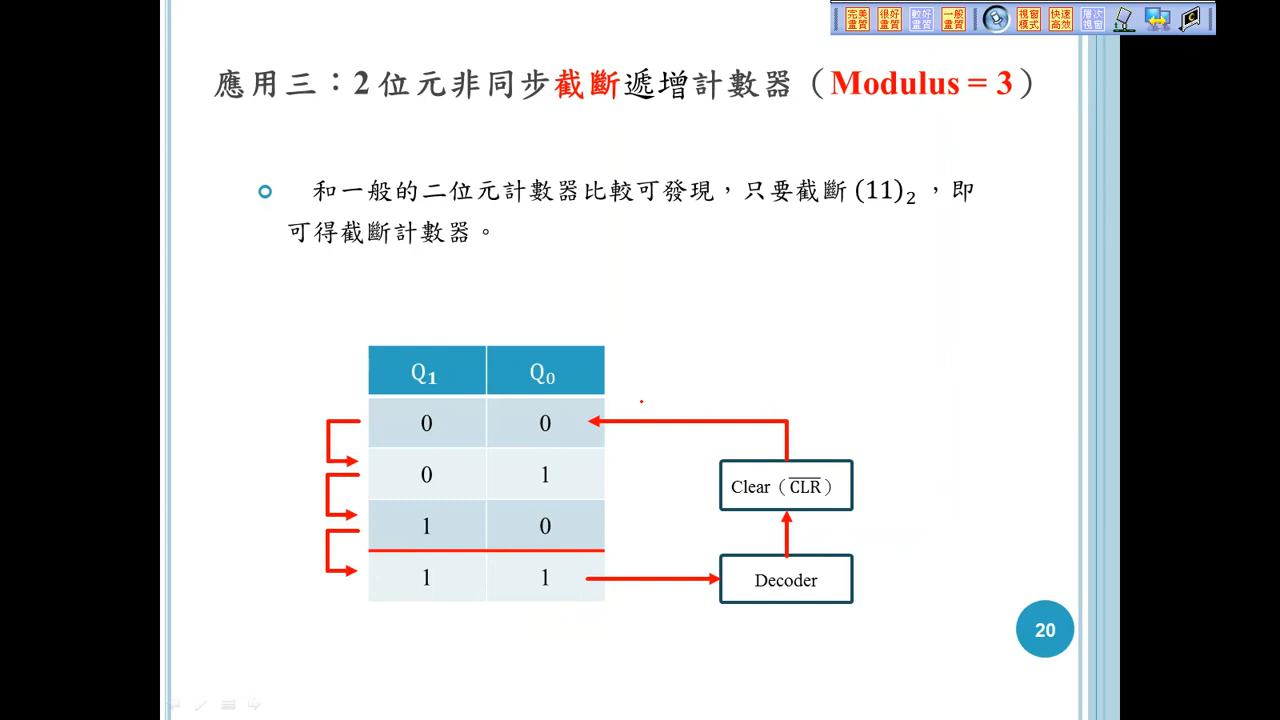 完美畫質 很好畫質 較好畫質 一般畫質 視窗模式 快速高效 層次視窗
應用三：2 位元非同步截斷遞增計數器（Modulus = 3）
和一般的二位元計數器比較可發現，只要截斷 (11)₂ ，即
可得截斷計數器。
Q₁ Q₀
0 0
0 1
Clear（C̅L̅R̅）
1 0
1 1
Decoder
20